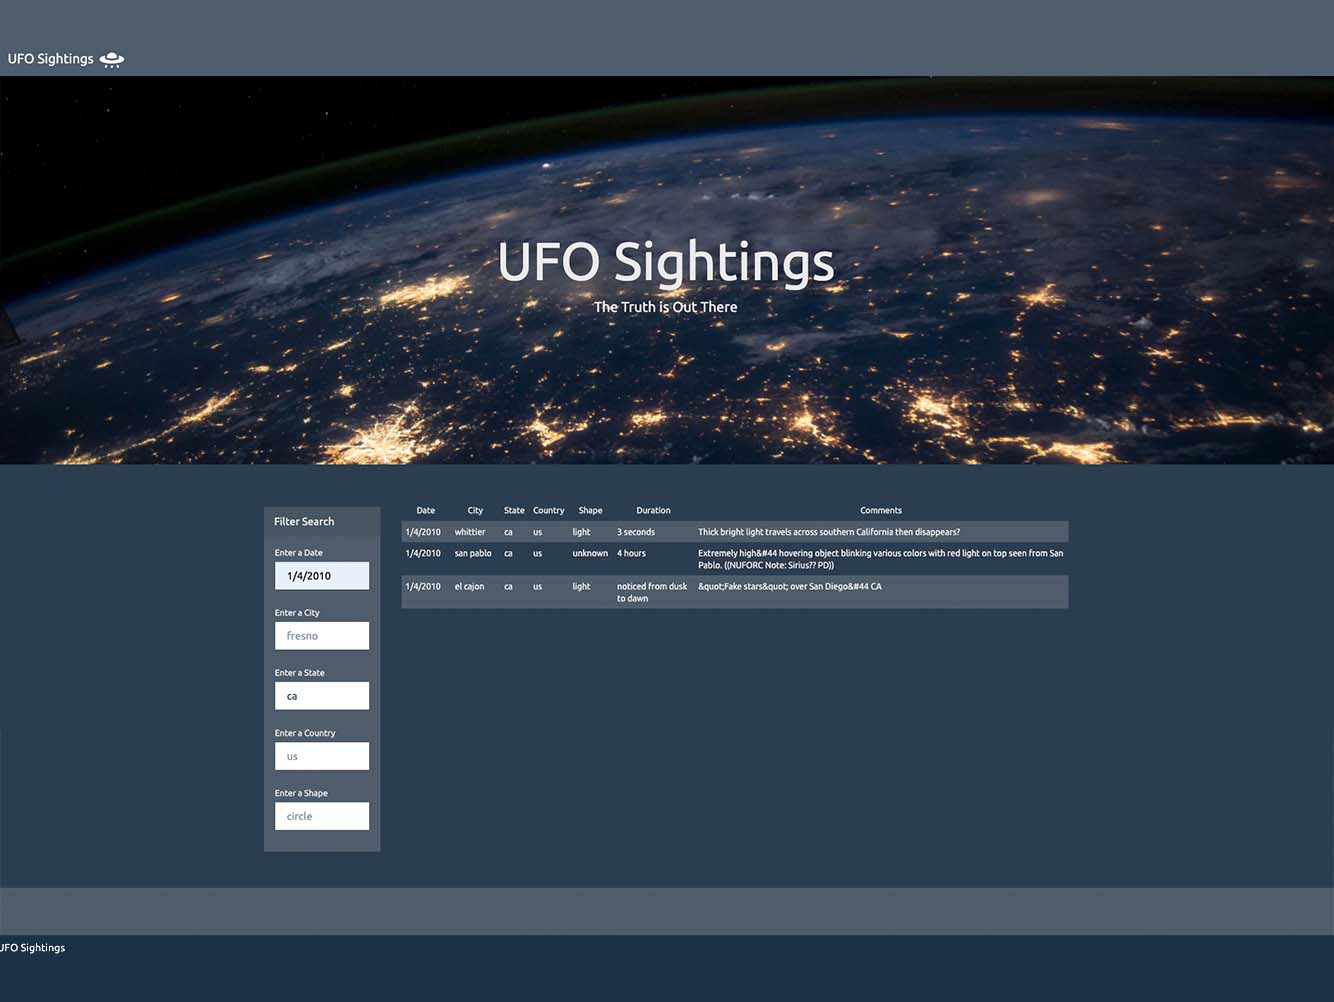 UFO Sightings
UFO Sightings
The Truth is Out There
Filter Search
Enter a Date
1/4/2010
Enter a City
fresno
Enter a State
ca
Enter a Country
us
Enter a Shape
circle
Date City State Country Shape Duration Comments
1/4/2010 whittier ca us light 3 seconds Thick bright light travels across southern California then disappears?
1/4/2010 san pablo ca us unknown 4 hours Extremely high&#44 hovering object blinking various colors with red light on top seen from San
Pablo. ((NUFORC Note: Sirius?? PD))
1/4/2010 el cajon ca us light noticed from dusk &quot;Fake stars&quot; over San Diego&#44 CA
to dawn
UFO Sightings